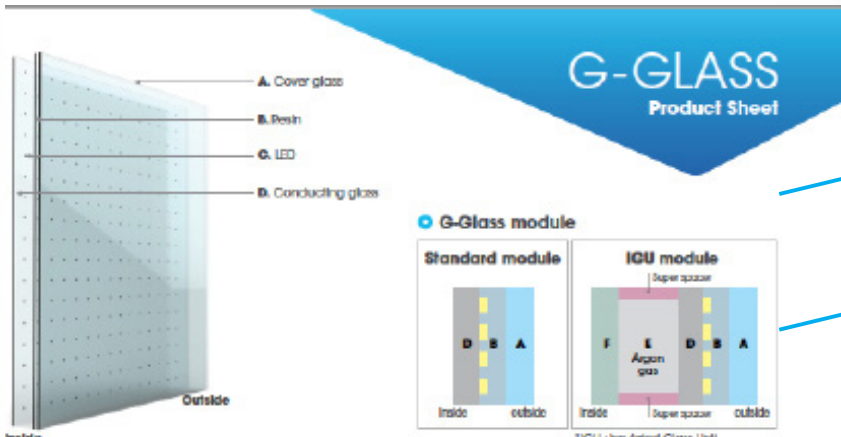 G-GLASS
Product Sheet
A. Cover glass
B. Resin
C. LED
D. Conducting glass
Outside
Inside
G-Glass module
Standard module
D B A
Inside outside
IGU module
Super spacer
F E D B A
Argon
gas
Inside Super spacer outside